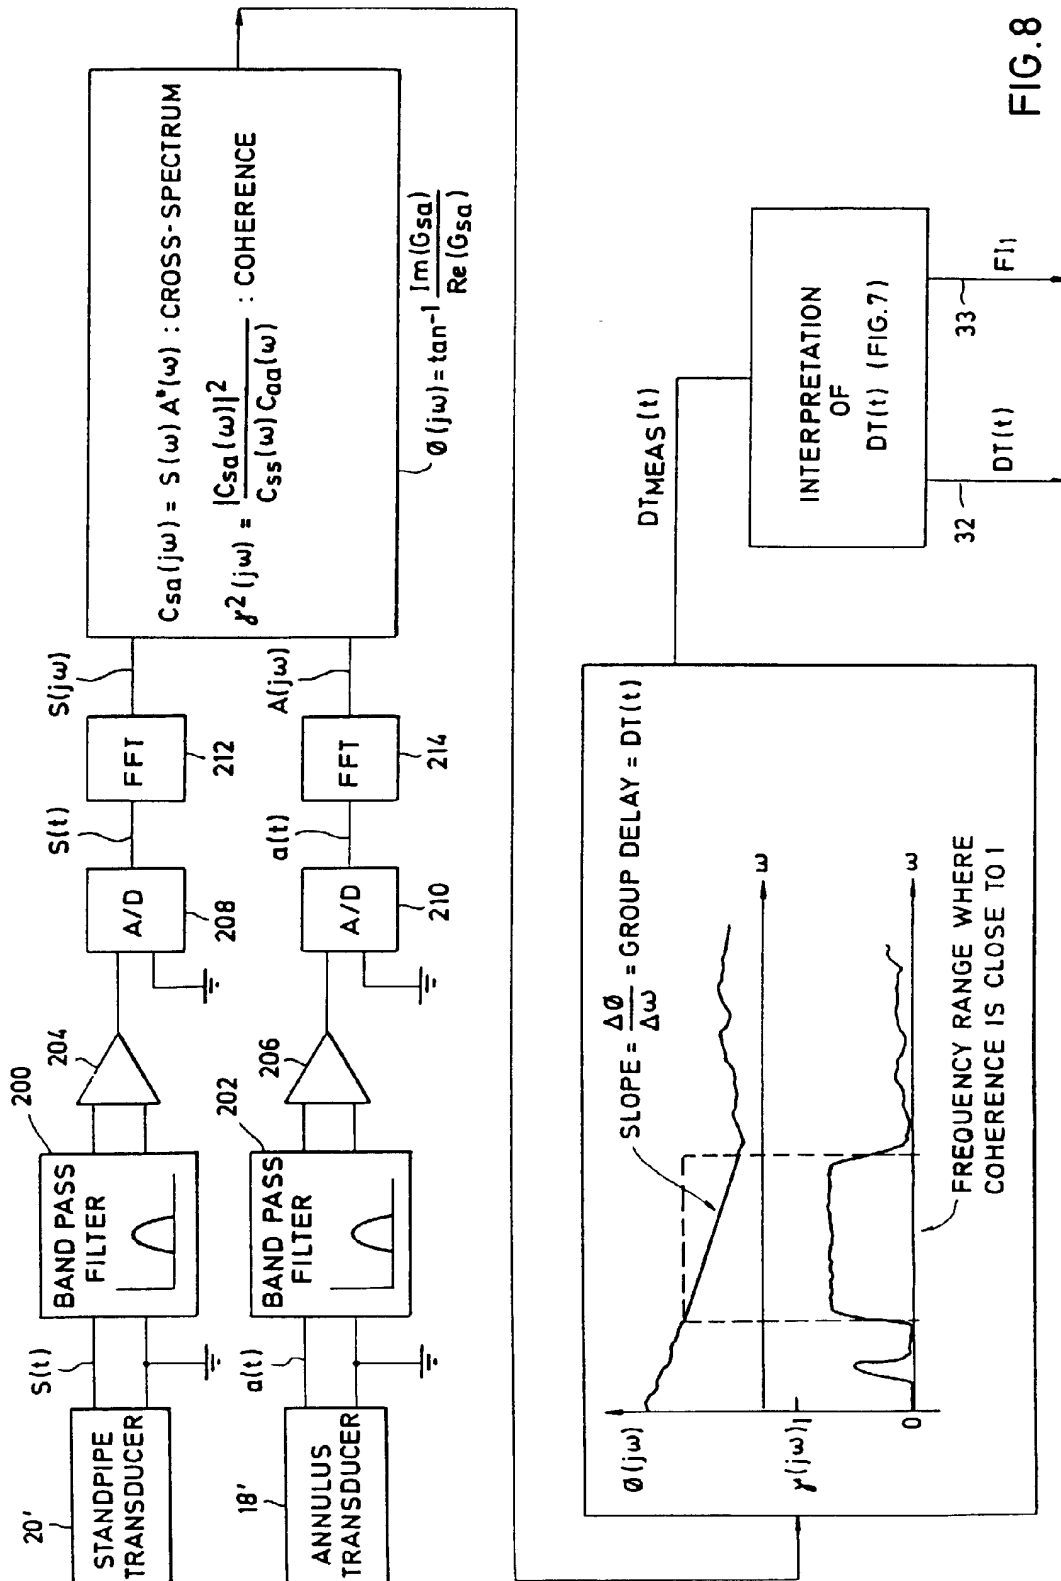 20'
STANDPIPE
TRANSDUCER
S(t)
BAND PASS
FILTER
200
204
A/D
208
S(t)
FFT
212
S(jω)
18'
ANNULUS
TRANSDUCER
a(t)
BAND PASS
FILTER
202
206
A/D
210
a(t)
FFT
214
A(jω)
Csa(jω) = S(ω) A*(ω) : CROSS-SPECTRUM
γ²(jω) = |Csa(ω)|² / Css(ω) Caa(ω) : COHERENCE
Ø(jω) = tan-1 Im(Gsa) / Re(Gsa)
Ø(jω)
SLOPE = ΔØ / Δω = GROUP DELAY = DT(t)
ω
γ(jω)
1
0
ω
FREQUENCY RANGE WHERE
COHERENCE IS CLOSE TO 1
DTMEAS(t)
INTERPRETATION
OF
DT(t) (FIG.7)
32
DT(t)
33
FI1
FIG.8